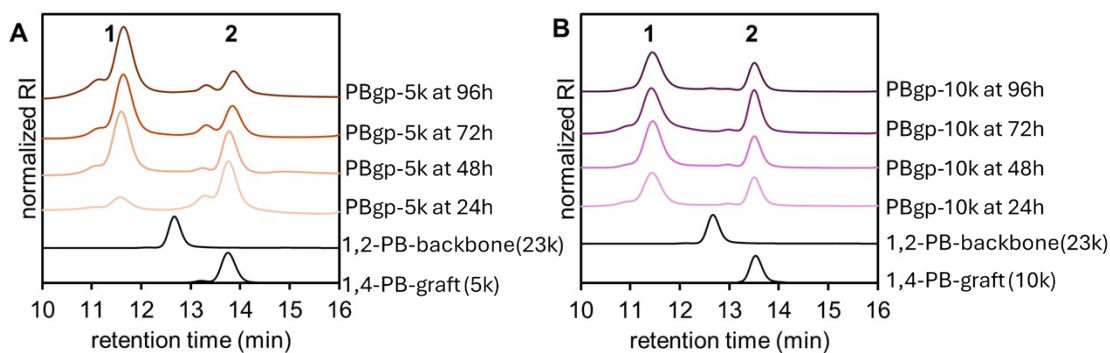 A
1
2
normalized RI
PBgp-5k at 96h
PBgp-5k at 72h
PBgp-5k at 48h
PBgp-5k at 24h
1,2-PB-backbone(23k)
1,4-PB-graft(5k)
10 11 12 13 14 15 16
retention time (min)
B
1
2
normalized RI
PBgp-10k at 96h
PBgp-10k at 72h
PBgp-10k at 48h
PBgp-10k at 24h
1,2-PB-backbone(23k)
1,4-PB-graft (10k)
10 11 12 13 14 15 16
retention time (min)